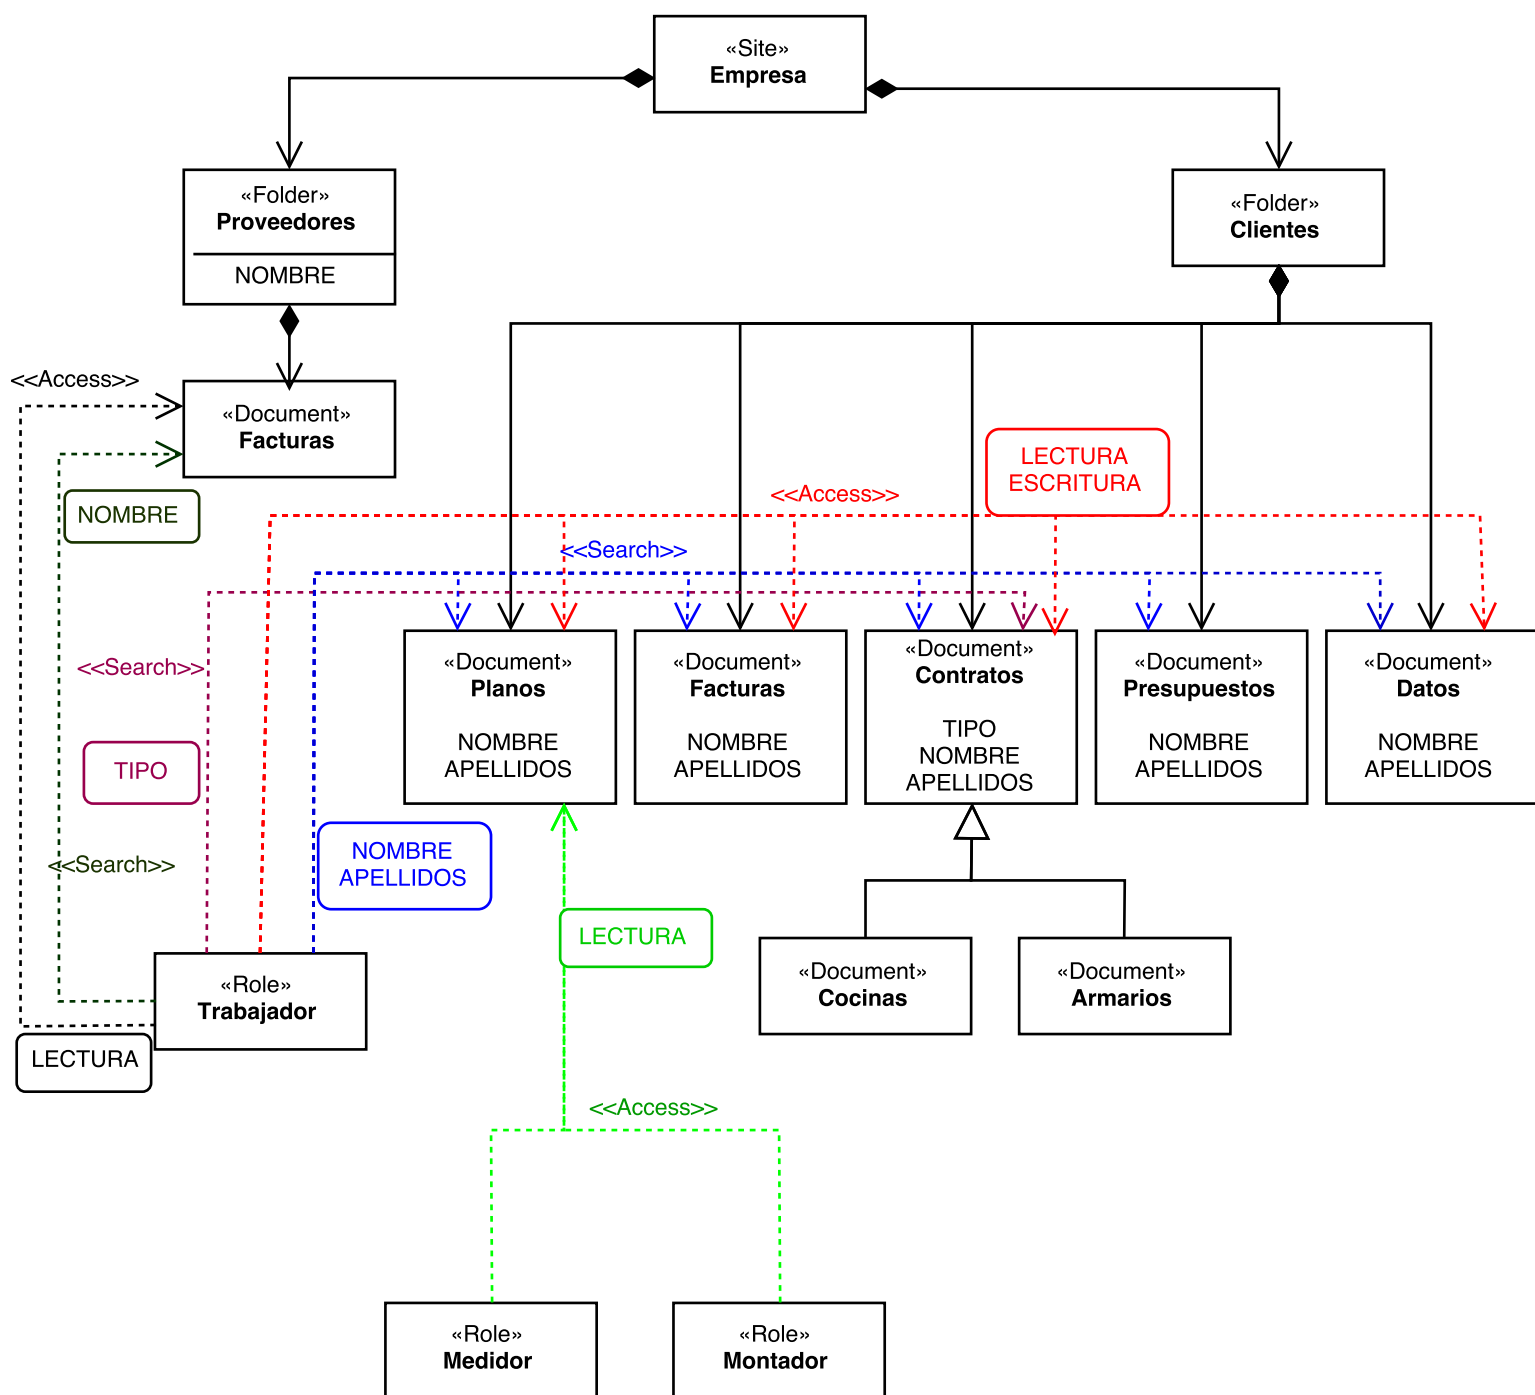 «Site»
Empresa
«Folder»
Proveedores
NOMBRE
«Folder»
Clientes
<<Access>>
«Document»
Facturas
NOMBRE
LECTURA
ESCRITURA
<<Access>>
<<Search>>
<<Search>>
«Document»
Planos
NOMBRE
APELLIDOS
«Document»
Facturas
NOMBRE
APELLIDOS
«Document»
Contratos
TIPO
NOMBRE
APELLIDOS
«Document»
Presupuestos
NOMBRE
APELLIDOS
«Document»
Datos
NOMBRE
APELLIDOS
TIPO
<<Search>>
NOMBRE
APELLIDOS
LECTURA
«Role»
Trabajador
«Document»
Cocinas
«Document»
Armarios
LECTURA
<<Access>>
«Role»
Medidor
«Role»
Montador